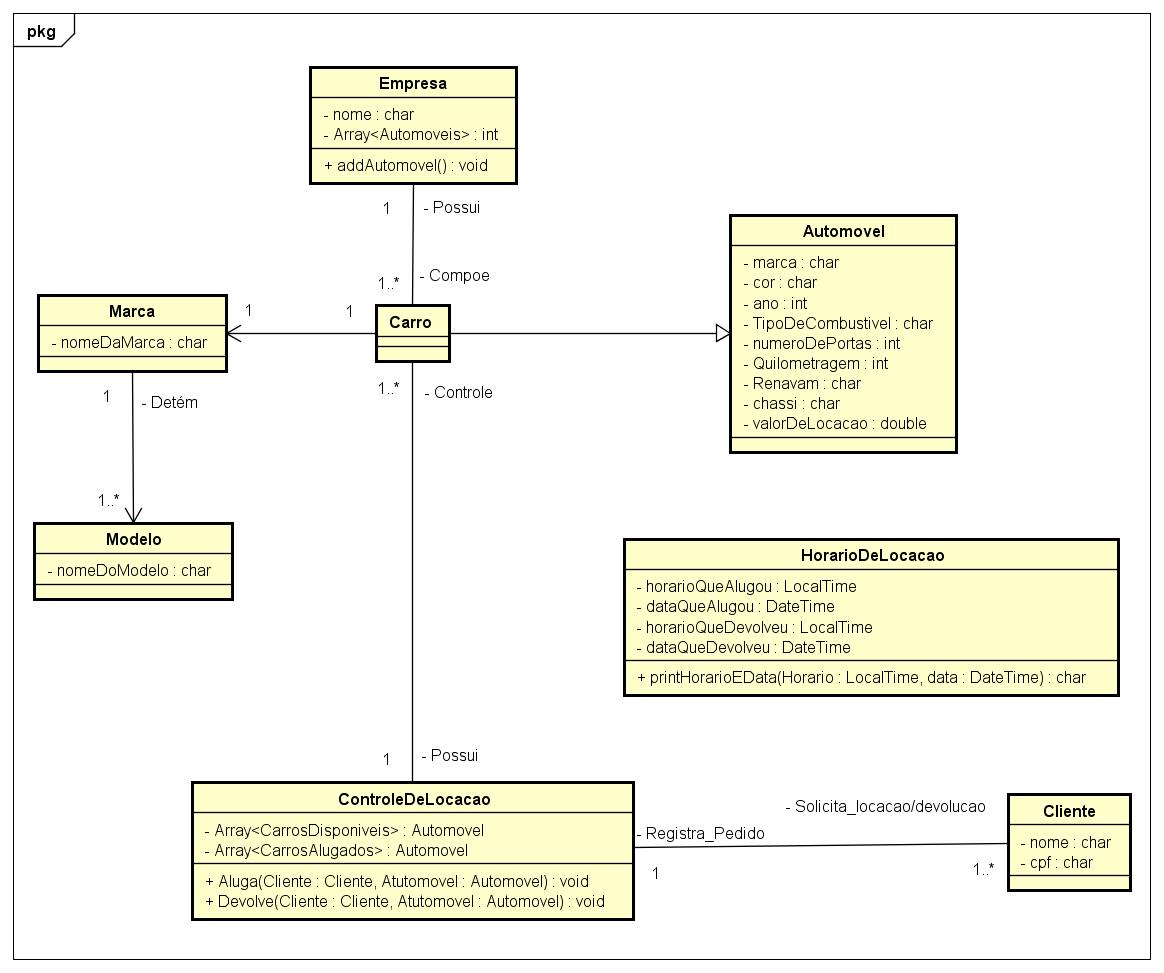 pkg
Empresa
- nome : char
- Array<Automoveis> : int
+ addAutomovel() : void
1
- Possui
- Compoe
1..*
Automovel
- marca : char
- cor : char
- ano : int
- TipoDeCombustivel : char
- numeroDePortas : int
- Quilometragem : int
- Renavam : char
- chassi : char
- valorDeLocacao : double
Marca
- nomeDaMarca : char
1
1
Carro
1..*
- Controle
1
- Detém
1..*
Modelo
- nomeDoModelo : char
HorarioDeLocacao
- horarioQueAlugou : LocalTime
- dataQueAlugou : DateTime
- horarioQueDevolveu : LocalTime
- dataQueDevolveu : DateTime
+ printHorarioEData(Horario : LocalTime, data : DateTime) : char
1
- Possui
ControleDeLocacao
- Array<CarrosDisponiveis> : Automovel
- Array<CarrosAlugados> : Automovel
+ Aluga(Cliente : Cliente, Atutomovel : Automovel) : void
+ Devolve(Cliente : Cliente, Atutomovel : Automovel) : void
- Solicita_locacao/devolucao
- Registra_Pedido
1
1..*
Cliente
- nome : char
- cpf : char